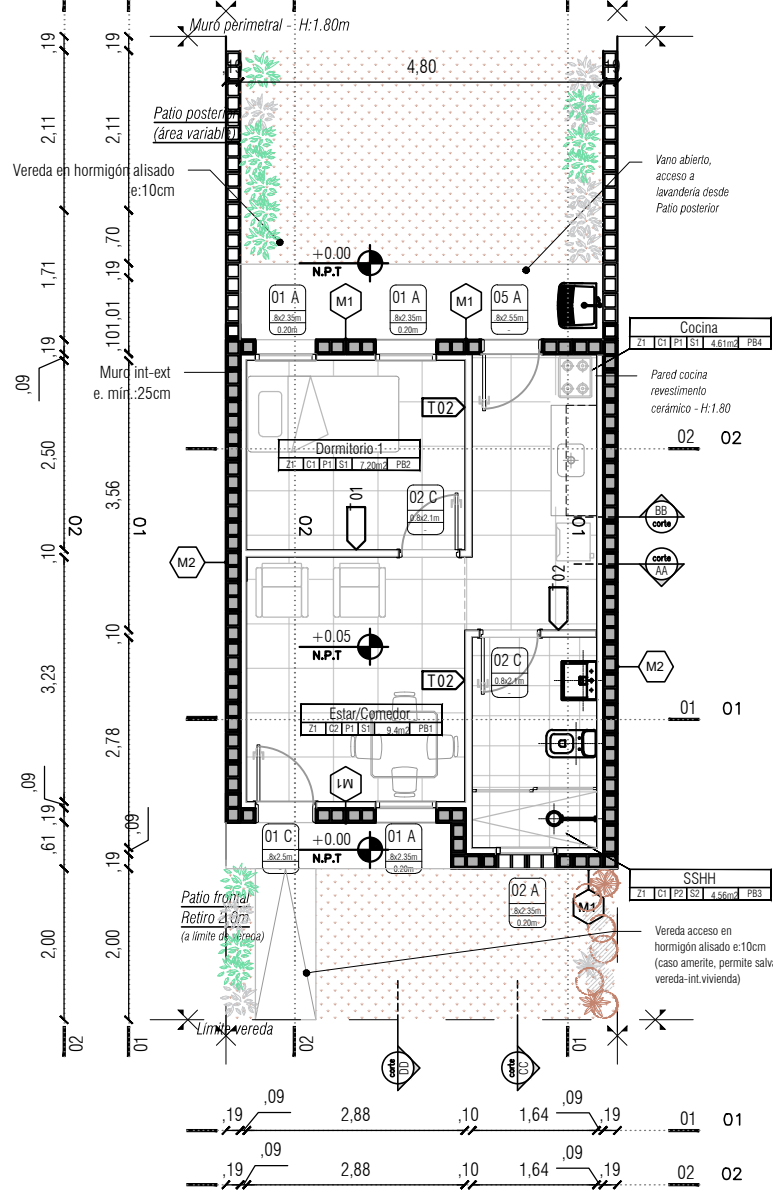 Muro perimetral - H:1.80m
4,80
,19
,19
2,11
2,11
Patio posterior
(área variable)
Vereda en hormigón alisado
e:10cm
Vano abierto,
acceso a
lavandería desde
Patio posterior
,70
,19
1,71
1,01
,10
,19
+0.00
N.P.T
01 A
.8x2.35m
0.20m
M1
01 A
.8x2.35m
0.20m
M1
05 A
.8x2.55m
-
Cocina
Z1 C1 P1 S1 4.61m2 PB4
Muro int-ext
e. mín.:25cm
Pared cocina
revestimiento
cerámico - H:1.80
,09
T02
Dormitorio 1
Z1 C1 P1 S1 7.20m2 PB2
02 02
2,50
3,56
02
01
01
02 C
0.8x2.1m
-
02
01
BB
corte
corte
AA
M2
,10
T02
,10
+0.05
N.P.T
02 C
0.8x2.1m
-
T02
M2
3,23
2,78
Estar/Comedor
Z1 C2 P1 S1 9.4m2 PB1
01 01
M1
,09
,19
,61
,09
,19
01 C
.8x2.5m
-
+0.00
N.P.T
01 A
.8x2.35m
0.20m
SSHH
Z1 C1 P2 S2 4.56m2 PB3
02 A
.8x2.35m
0.20m
M1
Patio frontal
Retiro 2.0m
(a límite de vereda)
Vereda acceso en
hormigón alisado e:10cm
(caso amerite, permite salva
vereda-int.vivienda)
2,00
2,00
Límite vereda
02
01
02
01
corte
DD
corte
CC
,19 ,09 2,88 ,10 1,64 ,09 ,19 01 01
,19 ,09 2,88 ,10 1,64 ,09 ,19 02 02